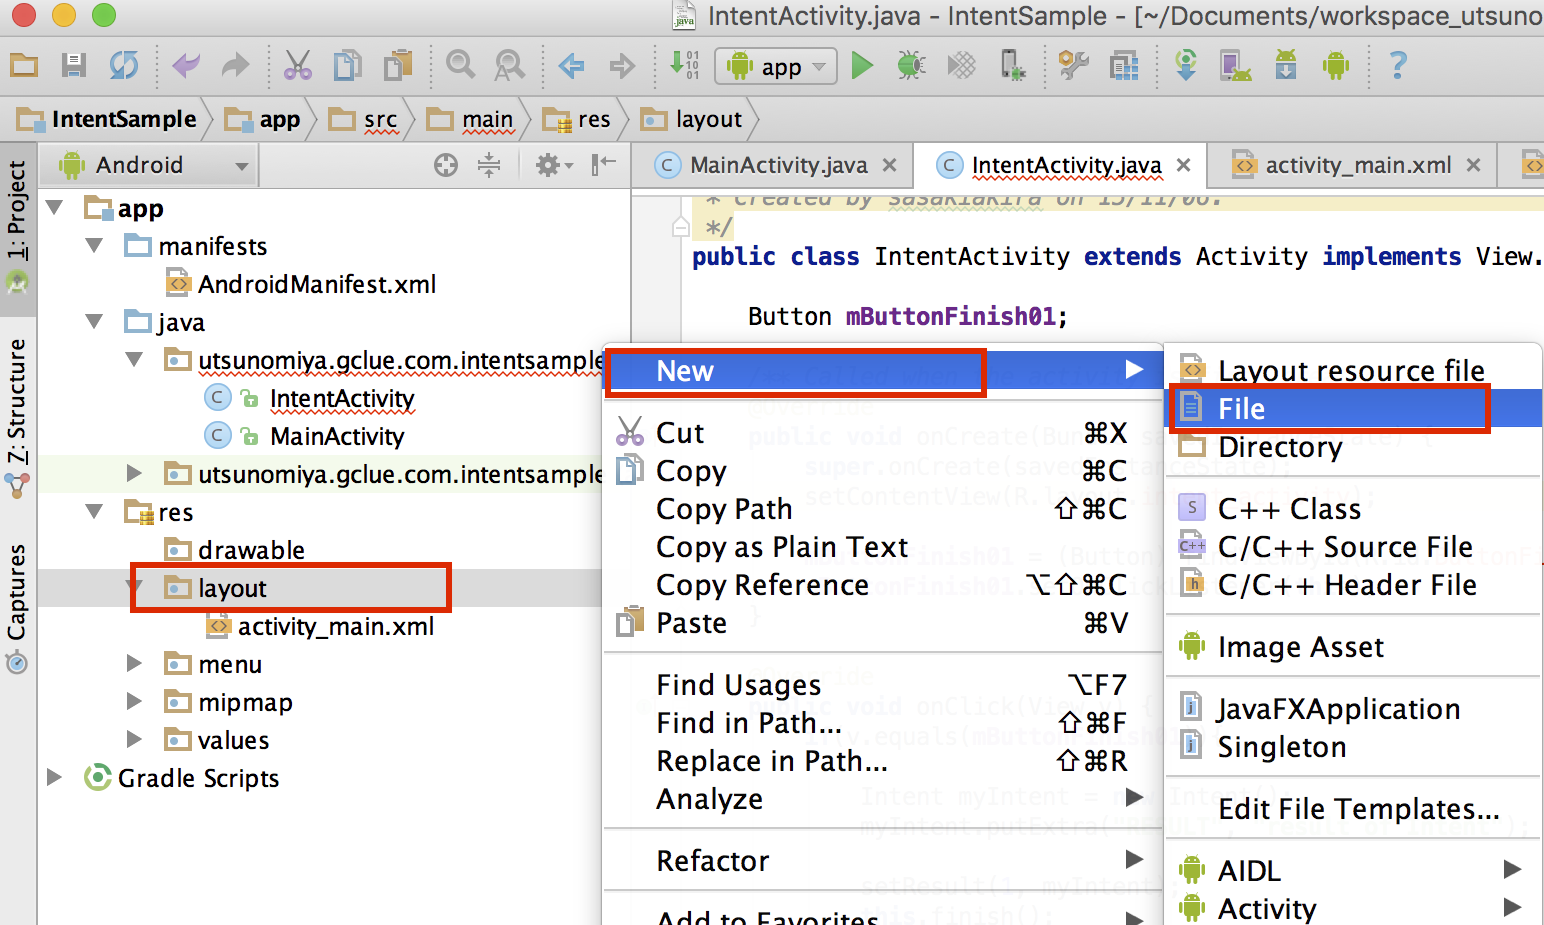 IntentActivity.java - IntentSample - [~/Documents/workspace_utsuno
app
IntentSample app src main res layout
1: Project
Z: Structure
Captures
Android
app
manifests
AndroidManifest.xml
java
utsunomiya.gclue.com.intentsample
IntentActivity
MainActivity
utsunomiya.gclue.com.intentsample
res
drawable
layout
activity_main.xml
menu
mipmap
values
Gradle Scripts
MainActivity.java IntentActivity.java activity_main.xml
* Created by sasakiakira on 15/11/06.
*/
public class IntentActivity extends Activity implements View.
Button mButtonFinish01;
New
Cut ⌘X
Copy ⌘C
Copy Path ⇧⌘C
Copy as Plain Text
Copy Reference ⌥⇧⌘C
Paste ⌘V
Find Usages ⌥F7
Find in Path... ⇧⌘F
Replace in Path... ⇧⌘R
Analyze
Refactor
Add to Favorites
Layout resource file
File
Directory
C++ Class
C/C++ Source File
C/C++ Header File
Image Asset
JavaFXApplication
Singleton
Edit File Templates...
AIDL
Activity